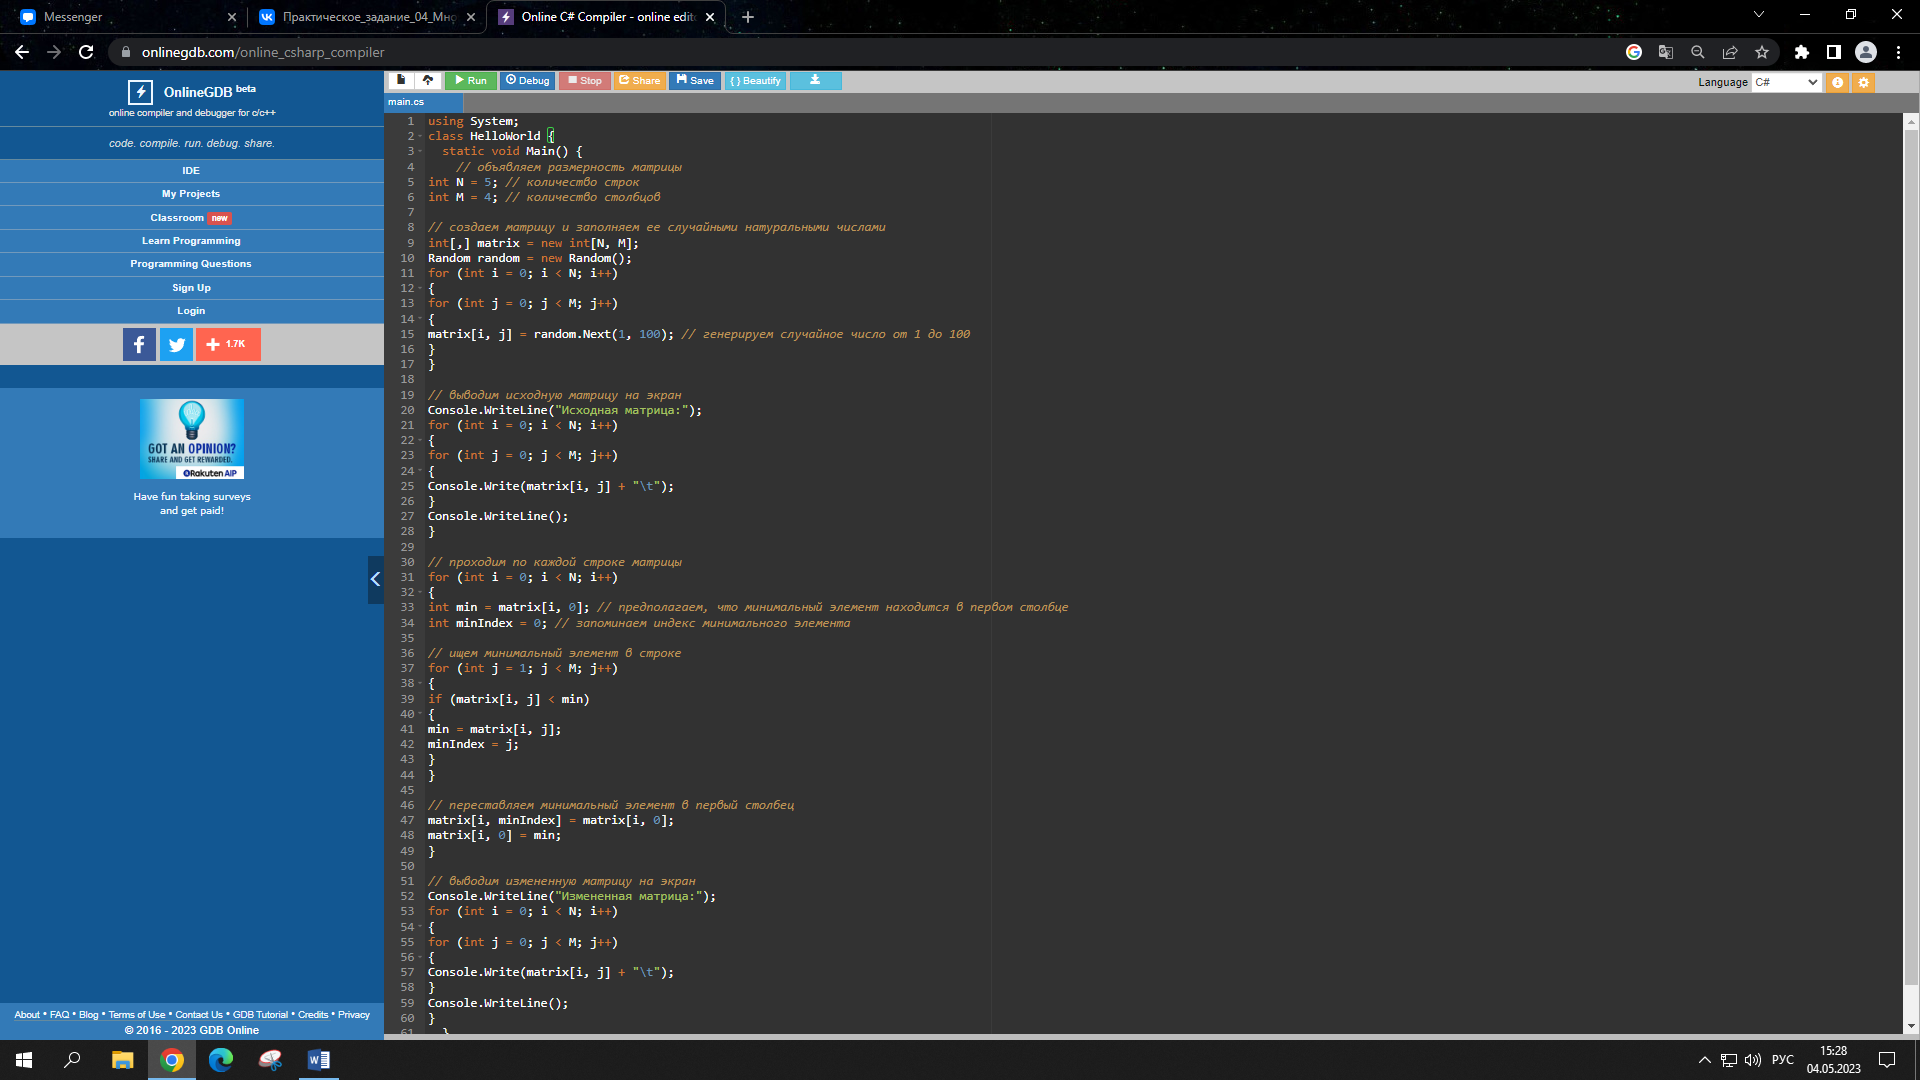 Messenger
Практическое_задание_04_Мно
Online C# Compiler - online edito
onlinegdb.com/online_csharp_compiler
OnlineGDB beta
online compiler and debugger for c/c++
code. compile. run. debug. share.
IDE
My Projects
Classroom new
Learn Programming
Programming Questions
Sign Up
Login
1.7K
GOT AN OPINION?
SHARE AND GET REWARDED.
Rakuten AIP
Have fun taking surveys
and get paid!
About • FAQ • Blog • Terms of Use • Contact Us • GDB Tutorial • Credits • Privacy
© 2016 - 2023 GDB Online
Run Debug Stop Share Save { } Beautify
Language C#
main.cs
1 using System;
2 class HelloWorld {
3 static void Main() {
4 // объявляем размерность матрицы
5 int N = 5; // количество строк
6 int M = 4; // количество столбцов
7
8 // создаем матрицу и заполняем ее случайными натуральными числами
9 int[,] matrix = new int[N, M];
10 Random random = new Random();
11 for (int i = 0; i < N; i++)
12 {
13 for (int j = 0; j < M; j++)
14 {
15 matrix[i, j] = random.Next(1, 100); // генерируем случайное число от 1 до 100
16 }
17 }
18
19 // выводим исходную матрицу на экран
20 Console.WriteLine("Исходная матрица:");
21 for (int i = 0; i < N; i++)
22 {
23 for (int j = 0; j < M; j++)
24 {
25 Console.Write(matrix[i, j] + "\t");
26 }
27 Console.WriteLine();
28 }
29
30 // проходим по каждой строке матрицы
31 for (int i = 0; i < N; i++)
32 {
33 int min = matrix[i, 0]; // предполагаем, что минимальный элемент находится в первом столбце
34 int minIndex = 0; // запоминаем индекс минимального элемента
35
36 // ищем минимальный элемент в строке
37 for (int j = 1; j < M; j++)
38 {
39 if (matrix[i, j] < min)
40 {
41 min = matrix[i, j];
42 minIndex = j;
43 }
44 }
45
46 // переставляем минимальный элемент в первый столбец
47 matrix[i, minIndex] = matrix[i, 0];
48 matrix[i, 0] = min;
49 }
50
51 // выводим измененную матрицу на экран
52 Console.WriteLine("Измененная матрица:");
53 for (int i = 0; i < N; i++)
54 {
55 for (int j = 0; j < M; j++)
56 {
57 Console.Write(matrix[i, j] + "\t");
58 }
59 Console.WriteLine();
60 }
61 }
РУС
15:28
04.05.2023